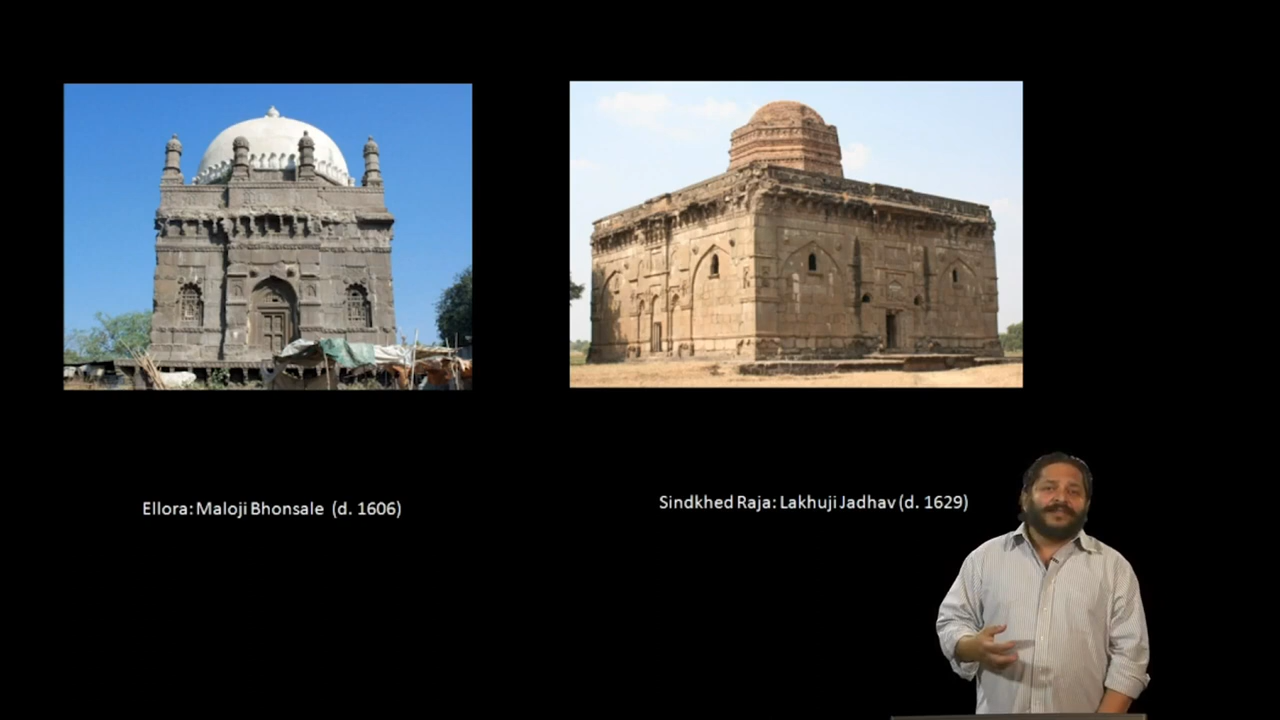 Ellora: Maloji Bhonsale (d. 1606)
Sindkhed Raja: Lakhuji Jadhav (d. 1629)